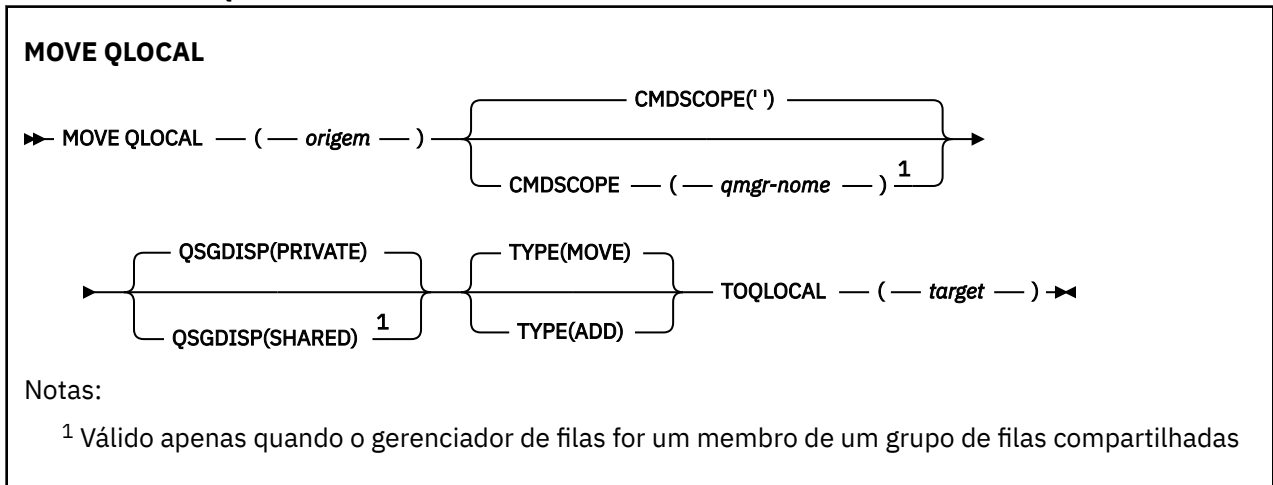 MOVE QLOCAL
CMDSCOPE(' ')
MOVE QLOCAL ( origem )
CMDSCOPE ( qmgr-nome ) 1
QSGDISP(PRIVATE) TYPE(MOVE)
TOQLOCAL ( target )
QSGDISP(SHARED) 1 TYPE(ADD)
Notas:
1 Válido apenas quando o gerenciador de filas for um membro de um grupo de filas compartilhadas